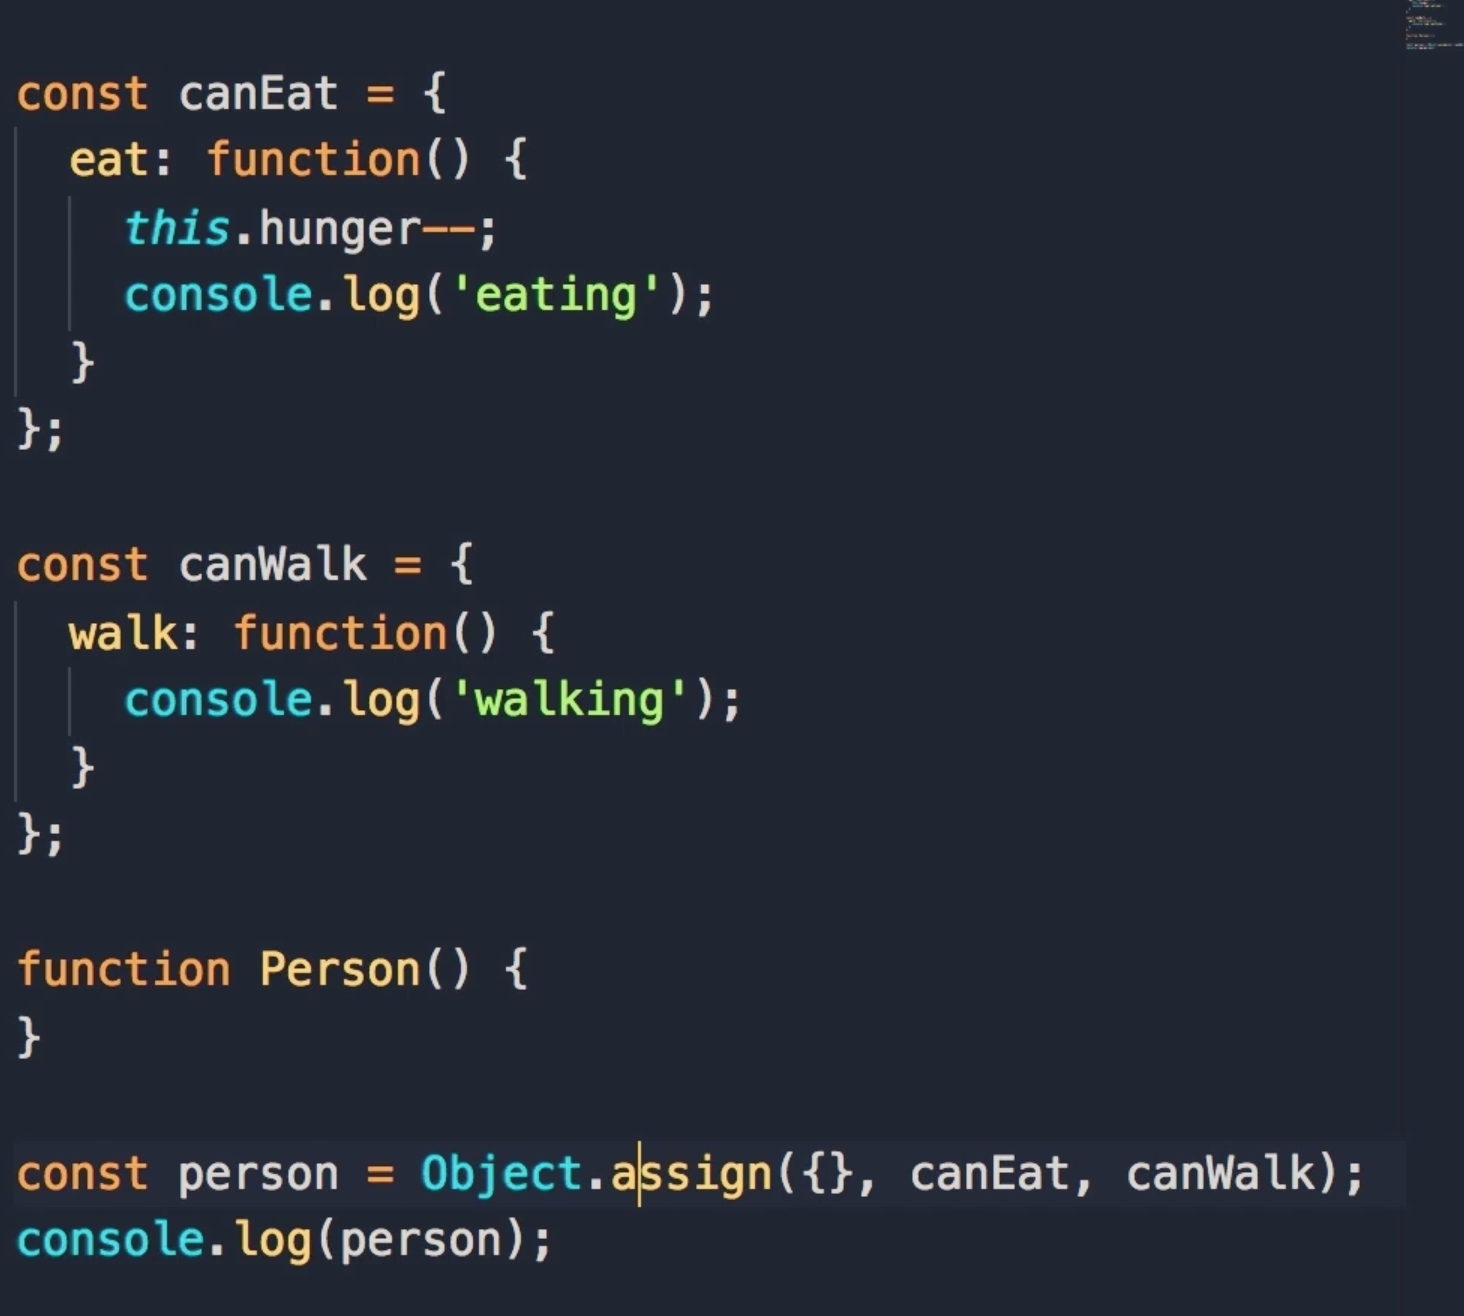 const canEat = {
  eat: function() {
    this.hunger--;
    console.log('eating');
  }
};

const canWalk = {
  walk: function() {
    console.log('walking');
  }
};

function Person() {
}

const person = Object.assign({}, canEat, canWalk);
console.log(person);